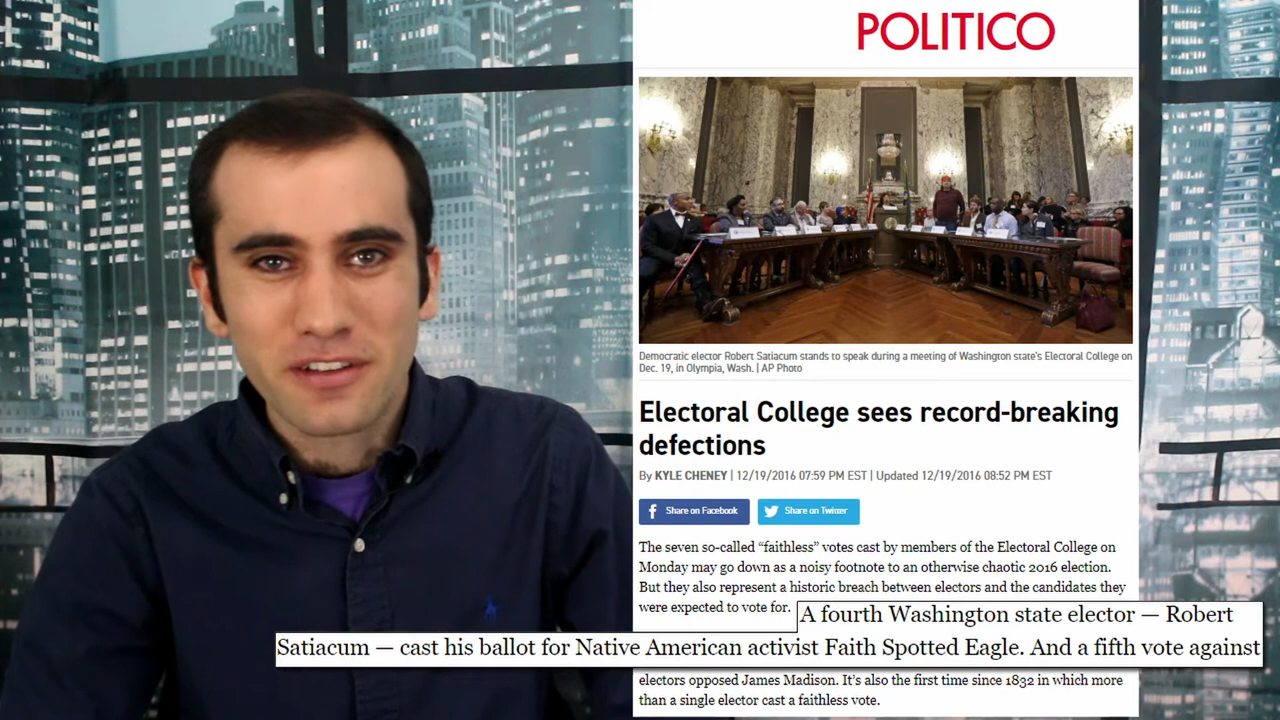 POLITICO
Democratic elector Robert Satiacum stands to speak during a meeting of Washington state's Electoral College on
Dec. 19, in Olympia, Wash. | AP Photo
Electoral College sees record-breaking
defections
By KYLE CHENEY | 12/19/2016 07:59 PM EST | Updated 12/19/2016 08:52 PM EST
Share on Facebook
Share on Twitter
The seven so-called “faithless” votes cast by members of the Electoral College on
Monday may go down as a noisy footnote to an otherwise chaotic 2016 election.
But they also represent a historic breach between electors and the candidates they
were expected to vote for.
A fourth Washington state elector — Robert
Satiacum — cast his ballot for Native American activist Faith Spotted Eagle. And a fifth vote against
electors opposed James Madison. It’s also the first time since 1832 in which more
than a single elector cast a faithless vote.